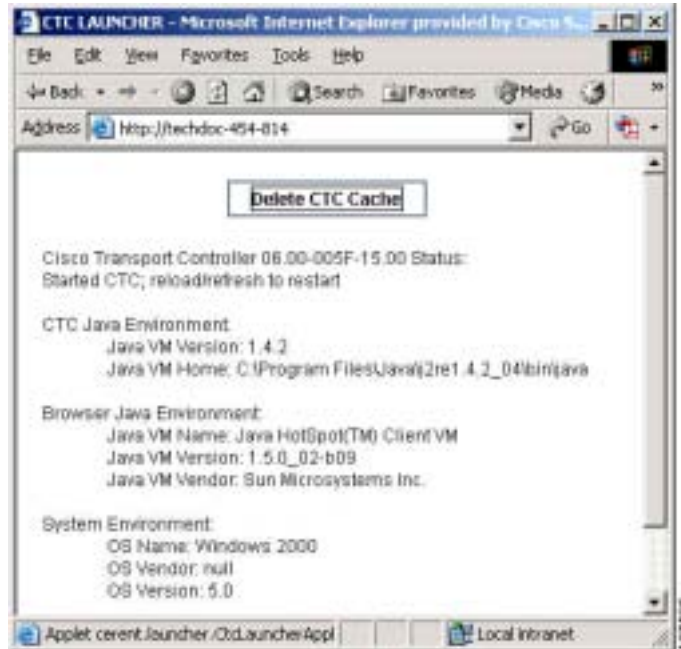 CTC LAUNCHER - Microsoft Internet Explorer provided by Cisco S...
File Edit View Favorites Tools Help
Back Search Favorites Media
Address http://techdoc-454-814 Go
Delete CTC Cache
Cisco Transport Controller 06.00-005F-15.00 Status:
Started CTC; reload/refresh to restart
CTC Java Environment:
Java VM Version: 1.4.2
Java VM Home: C:\Program Files\Java\j2re1.4.2_04\bin\java
Browser Java Environment:
Java VM Name: Java HotSpot(TM) Client VM
Java VM Version: 1.5.0_02-b09
Java VM Vendor: Sun Microsystems Inc.
System Environment:
OS Name: Windows 2000
OS Vendor: null
OS Version: 5.0
Applet cerent.launcher./CtcLauncherAppl Local intranet